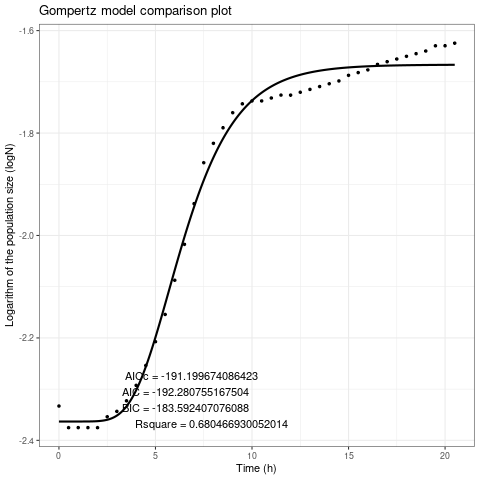 Gompertz model comparison plot
-1.6
-1.8
-2.0
-2.2
-2.4
Logarithm of the population size (logN)
AICc = -191.199674086423
AIC = -192.280755167504
BIC = -183.592407076088
Rsquare = 0.680466930052014
0 5 10 15 20
Time (h)